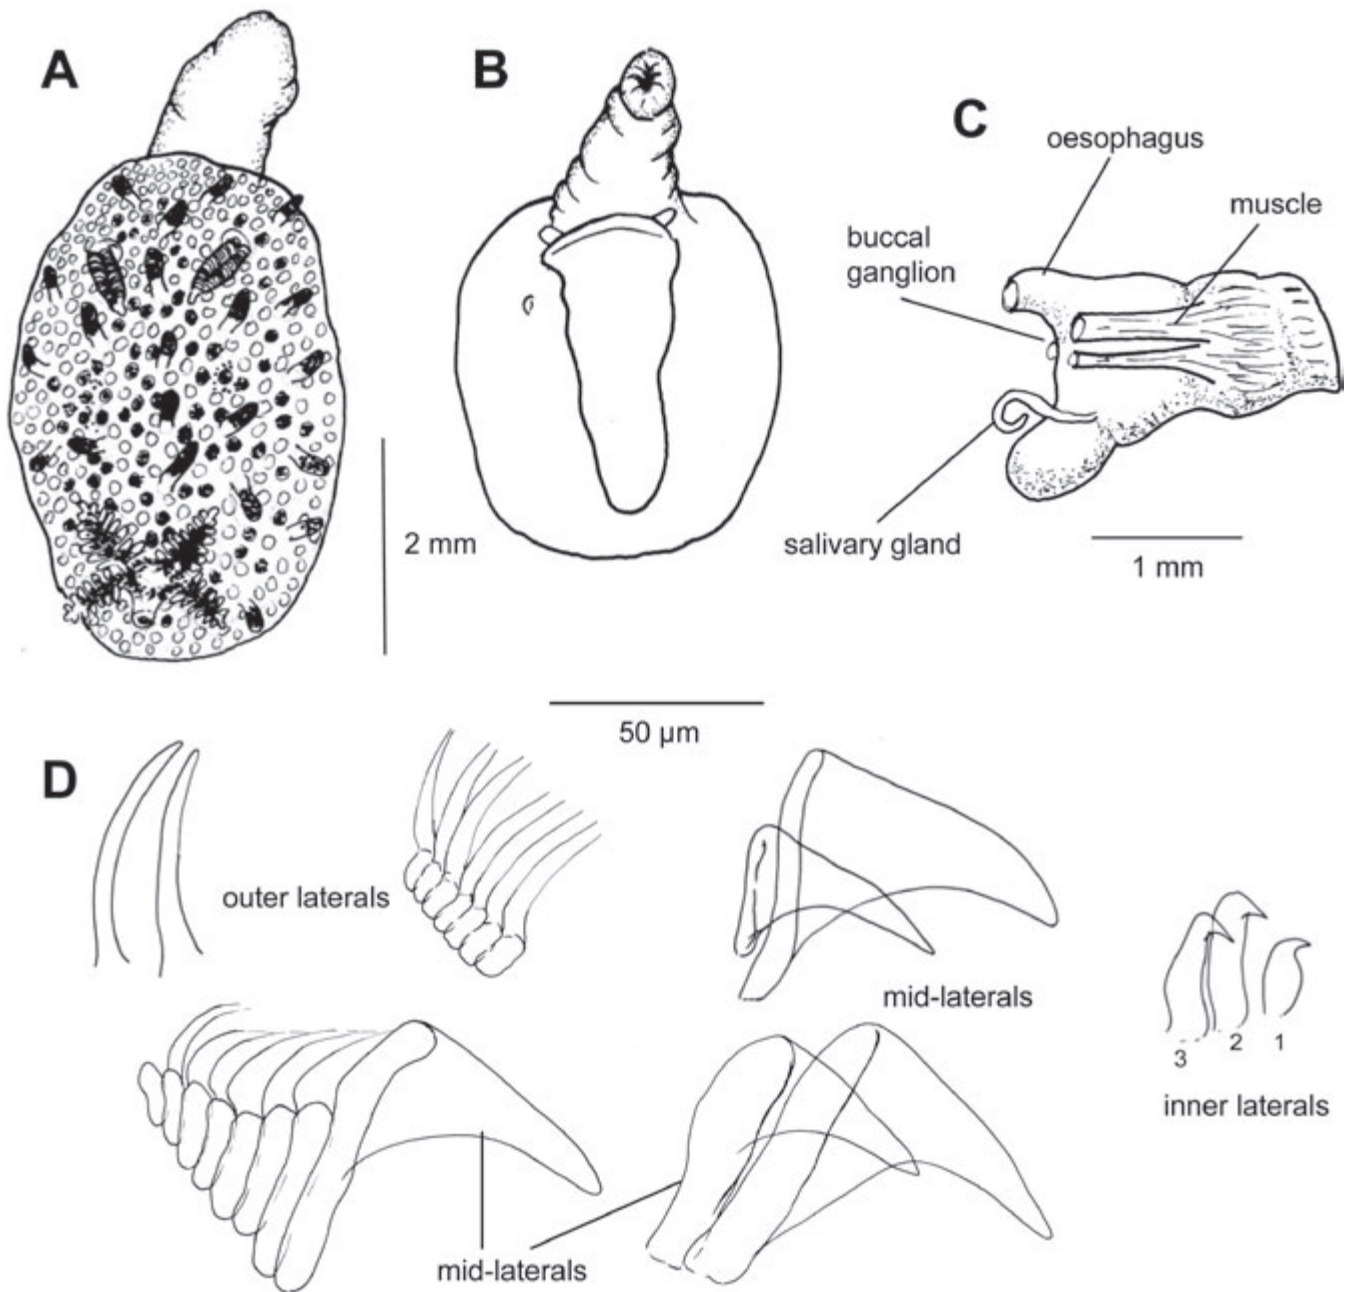 A
B
C
oesophagus
muscle
buccal
ganglion
2 mm
salivary gland
1 mm
50 µm
D
outer laterals
mid-laterals
3
2
1
inner laterals
mid-laterals